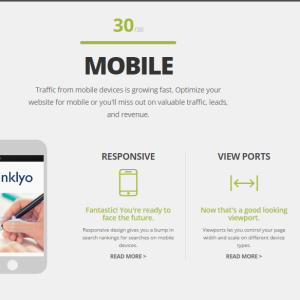 30/30
MOBILE
Traffic from mobile devices is growing fast. Optimize your
website for mobile or you'll miss out on valuable traffic, leads,
and revenue.
nklyo
RESPONSIVE
Fantastic! You're ready to
face the future.
Responsive design gives you a bump in
search rankings for searches on mobile
devices.
READ MORE >
VIEW PORTS
Now that's a good looking
viewport.
Viewports let you control your page
width and scale on different device
types.
READ MORE >